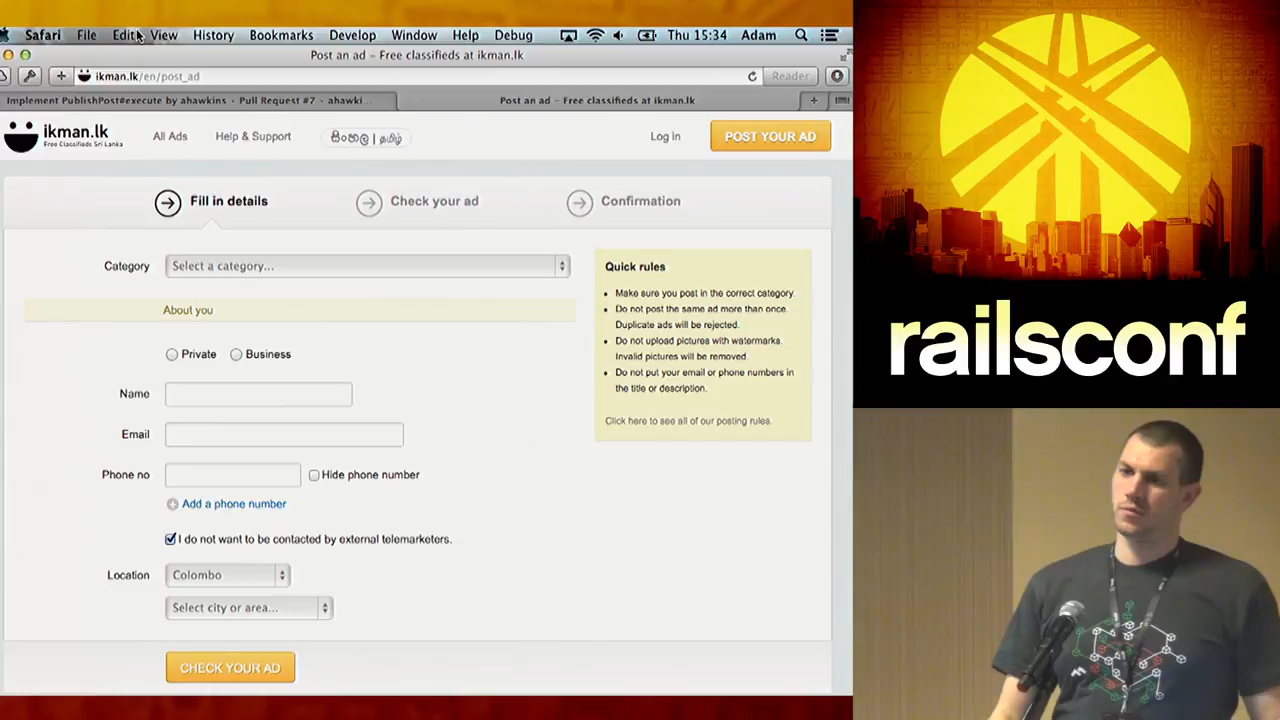 Safari File Edit View History Bookmarks Develop Window Help Debug Thu 15:34 Adam
Post an ad – Free classifieds at ikman.lk
ikman.lk/en/post_ad
Reader
Implement PublishPost#execute by ahawkins · Pull Request #7 · ahawki...
Post an ad – Free classifieds at ikman.lk
ikman.lk
Free Classifieds Sri Lanka
All Ads
Help & Support
සිංහල | தமிழ்
Log in
POST YOUR AD
Fill in details
Check your ad
Confirmation
Category
Select a category...
About you
Private
Business
Name
Email
Phone no
Hide phone number
Add a phone number
I do not want to be contacted by external telemarketers.
Location
Colombo
Select city or area...
CHECK YOUR AD
Quick rules
Make sure you post in the correct category.
Do not post the same ad more than once.
Duplicate ads will be rejected.
Do not upload pictures with watermarks.
Invalid pictures will be removed.
Do not put your email or phone numbers in
the title or description.
Click here to see all of our posting rules.
railsconf